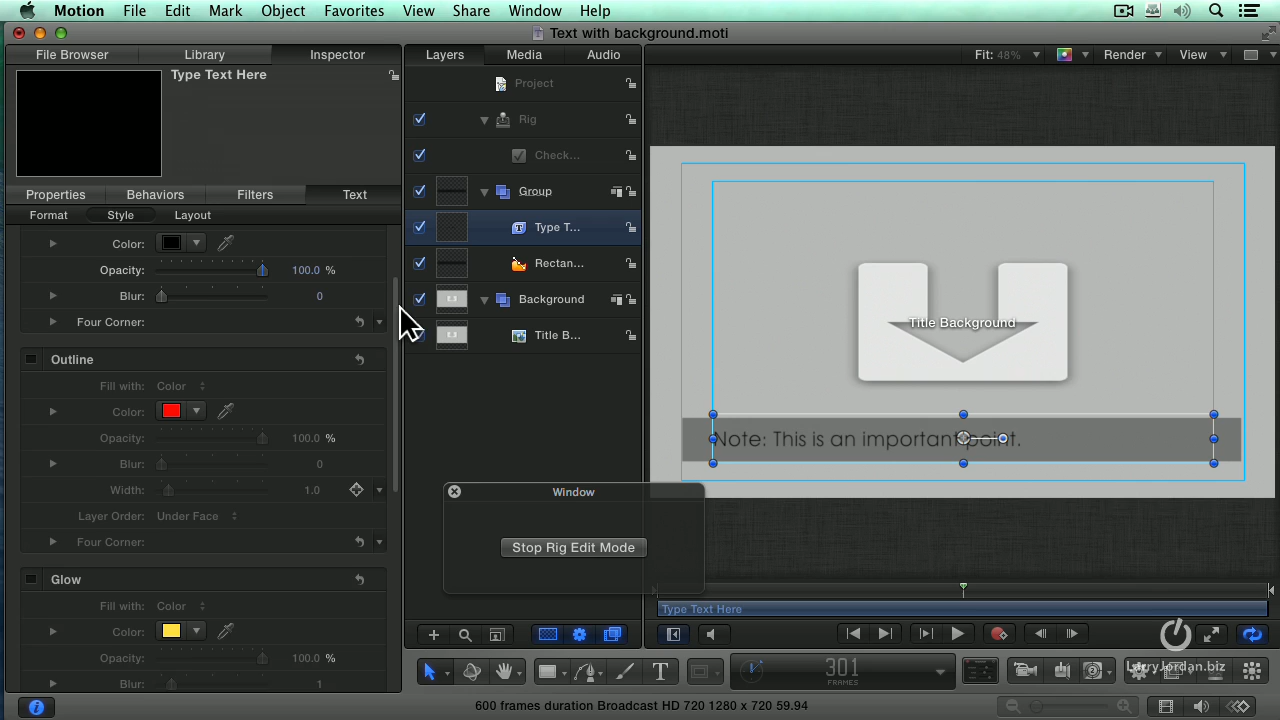 Motion File Edit Mark Object Favorites View Share Window Help
Text with background.moti
File Browser Library Inspector Layers Media Audio Fit: 48% Render View
Type Text Here
Project
Rig
Check...
Properties Behaviors Filters Text
Group
Format Style Layout
Type T...
Color:
Opacity: 100.0 %
Rectan...
Blur: 0
Background
Four Corner:
Title Background
Title B...
Outline
Fill with: Color
Color:
Opacity: 100.0 %
Note: This is an important point.
Blur: 0
Width: 1.0
Window
Layer Order: Under Face
Four Corner:
Stop Rig Edit Mode
Glow
Fill with: Color
Type Text Here
Color:
Opacity: 100.0 %
LarryJordan.biz
T
301
FRAMES
Blur: 1
600 frames duration Broadcast HD 720 1280 x 720 59.94